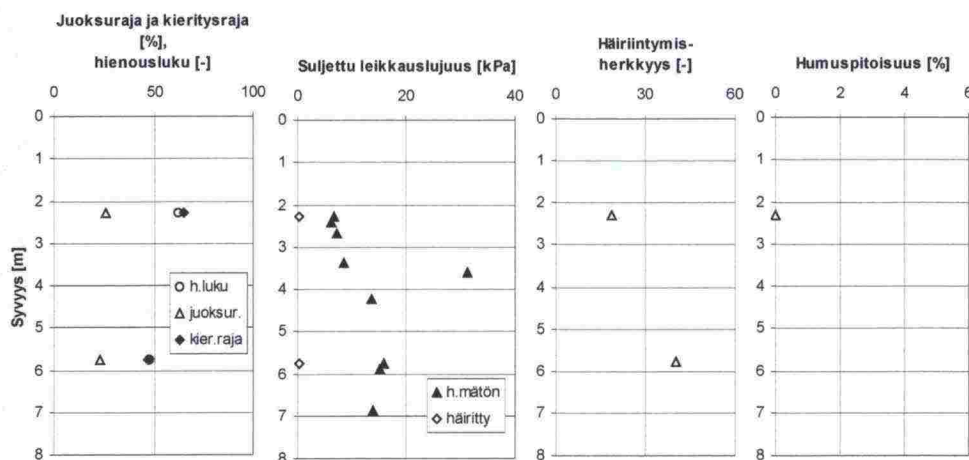 Juoksuraja ja kieritysraja
[%],
hienousluku [-]
0 50 100
0
1
2
3
4
5
6
7
8
Syvyys [m]
h.luku
juoksur.
kier.raja
Suljettu leikkauslujuus [kPa]
0 20 40
0
1
2
3
4
5
6
7
8
h.mätön
häiritty
Häiriintymis-
herkkyys [-]
0 30 60
0
1
2
3
4
5
6
7
8
Humuspitoisuus [%]
0 2 4 6
0
1
2
3
4
5
6
7
8